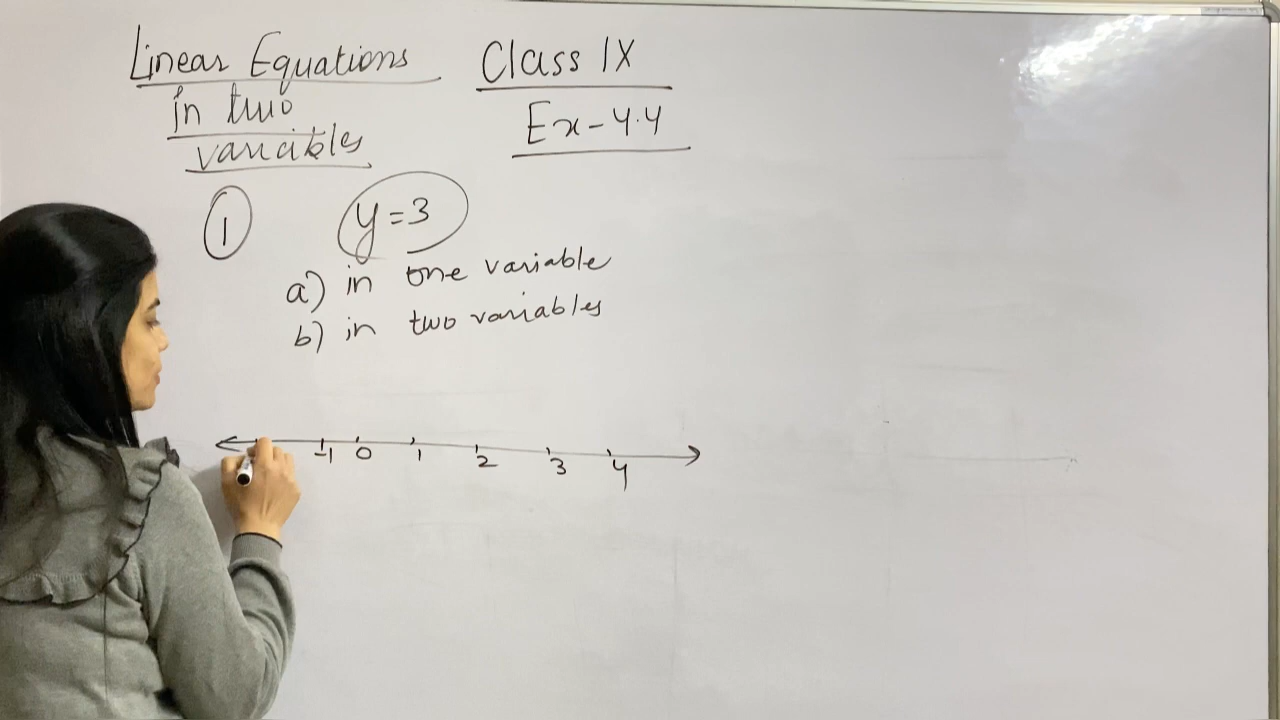 Linear Equations
in two
variables
Class IX
Ex-4.4
1 y=3
a) in one variable
b) in two variables
-1 0 1 2 3 4